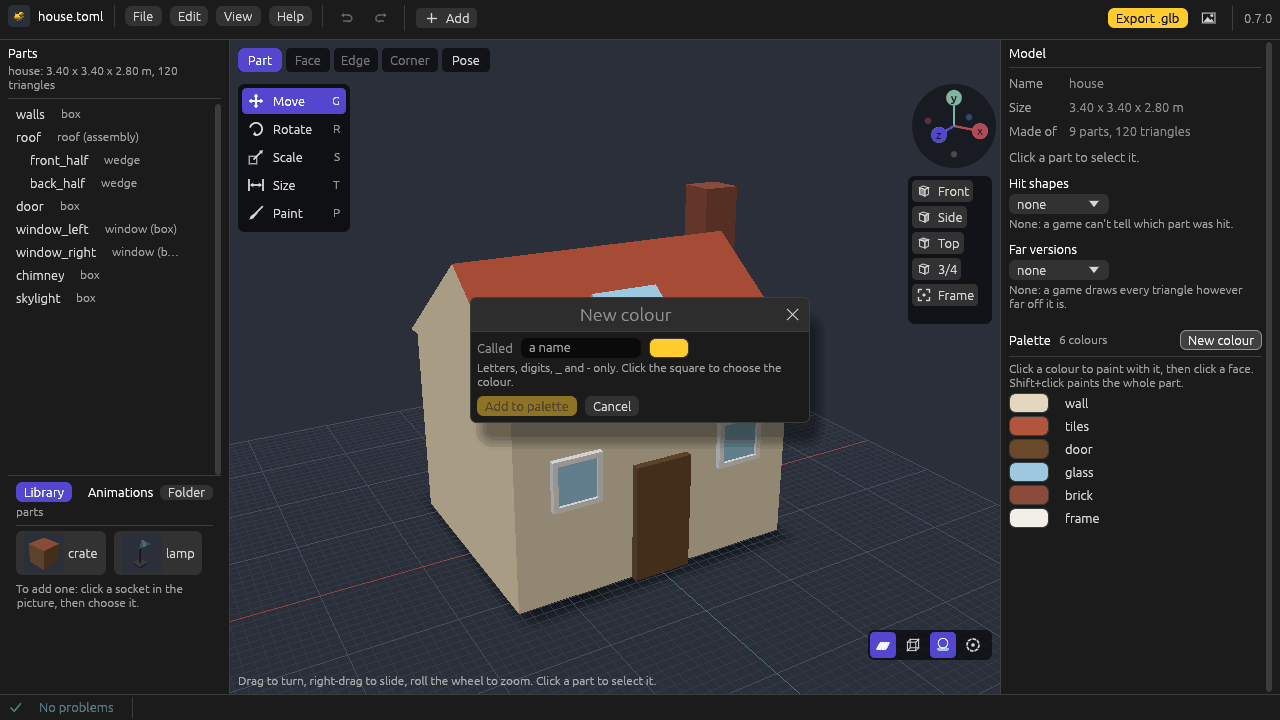 house.toml File Edit View Help Add Export .glb 0.7.0
Parts
house: 3.40 x 3.40 x 2.80 m, 120
triangles
walls box
roof roof (assembly)
front_half wedge
back_half wedge
door box
window_left window (box)
window_right window (b...
chimney box
skylight box
Library Animations Folder
parts
crate lamp
To add one: click a socket in the
picture, then choose it.
Part Face Edge Corner Pose
Move G
Rotate R
Scale S
Size T
Paint P
y
x
z
Front
Side
Top
3/4
Frame
New colour
Called a name
Letters, digits, _ and - only. Click the square to choose the
colour.
Add to palette Cancel
Drag to turn, right-drag to slide, roll the wheel to zoom. Click a part to select it.
Model
Name house
Size 3.40 x 3.40 x 2.80 m
Made of 9 parts, 120 triangles
Click a part to select it.
Hit shapes
none
None: a game can't tell which part was hit.
Far versions
none
None: a game draws every triangle however
far off it is.
Palette 6 colours New colour
Click a colour to paint with it, then click a face.
Shift+click paints the whole part.
wall
tiles
door
glass
brick
frame
No problems